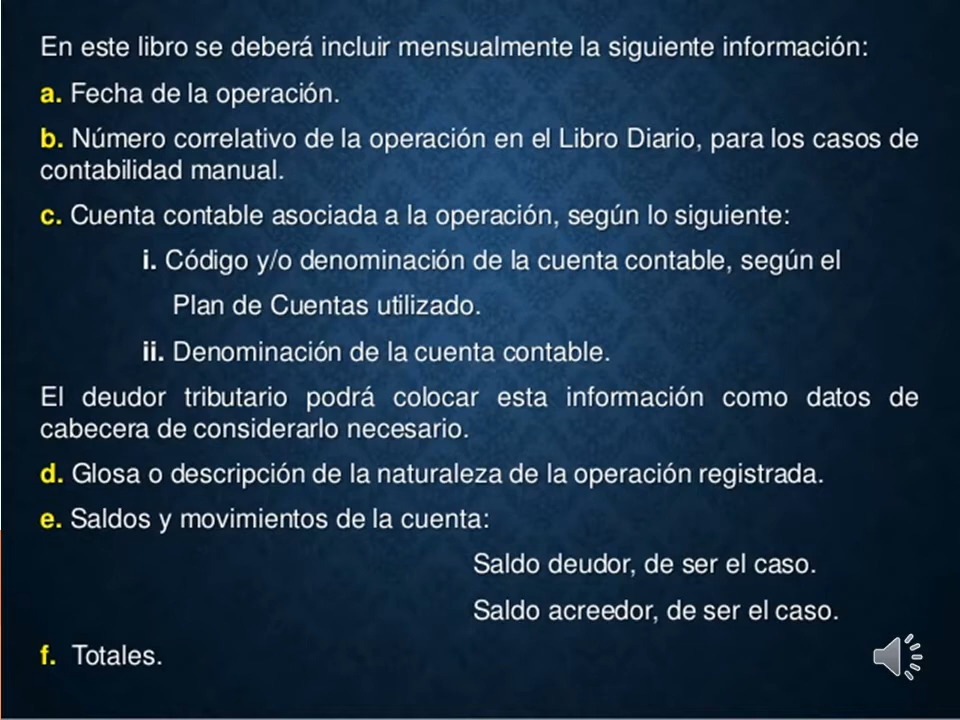 En este libro se deberá incluir mensualmente la siguiente información:
a. Fecha de la operación.
b. Número correlativo de la operación en el Libro Diario, para los casos de
contabilidad manual.
c. Cuenta contable asociada a la operación, según lo siguiente:
i. Código y/o denominación de la cuenta contable, según el
Plan de Cuentas utilizado.
ii. Denominación de la cuenta contable.
El deudor tributario podrá colocar esta información como datos de
cabecera de considerarlo necesario.
d. Glosa o descripción de la naturaleza de la operación registrada.
e. Saldos y movimientos de la cuenta:
Saldo deudor, de ser el caso.
Saldo acreedor, de ser el caso.
f. Totales.